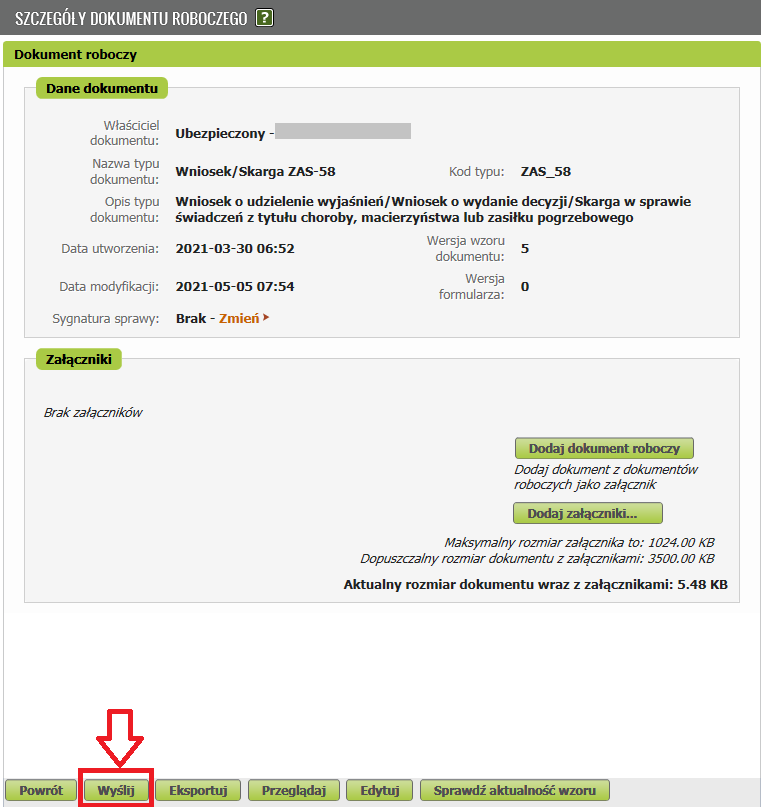 SZCZEGÓŁY DOKUMENTU ROBOCZEGO ?
Dokument roboczy
Dane dokumentu
Właściciel dokumentu: Ubezpieczony -
Nazwa typu dokumentu: Wniosek/Skarga ZAS-58 Kod typu: ZAS_58
Opis typu dokumentu: Wniosek o udzielenie wyjaśnień/Wniosek o wydanie decyzji/Skarga w sprawie
świadczeń z tytułu choroby, macierzyństwa lub zasiłku pogrzebowego
Data utworzenia: 2021-03-30 06:52 Wersja wzoru dokumentu: 5
Data modyfikacji: 2021-05-05 07:54 Wersja formularza: 0
Sygnatura sprawy: Brak - Zmień
Załączniki
Brak załączników
Dodaj dokument roboczy
Dodaj dokument z dokumentów
roboczych jako załącznik
Dodaj załączniki...
Maksymalny rozmiar załącznika to: 1024.00 KB
Dopuszczalny rozmiar dokumentu z załącznikami: 3500.00 KB
Aktualny rozmiar dokumentu wraz z załącznikami: 5.48 KB
Powrót Wyślij Eksportuj Przeglądaj Edytuj Sprawdź aktualność wzoru